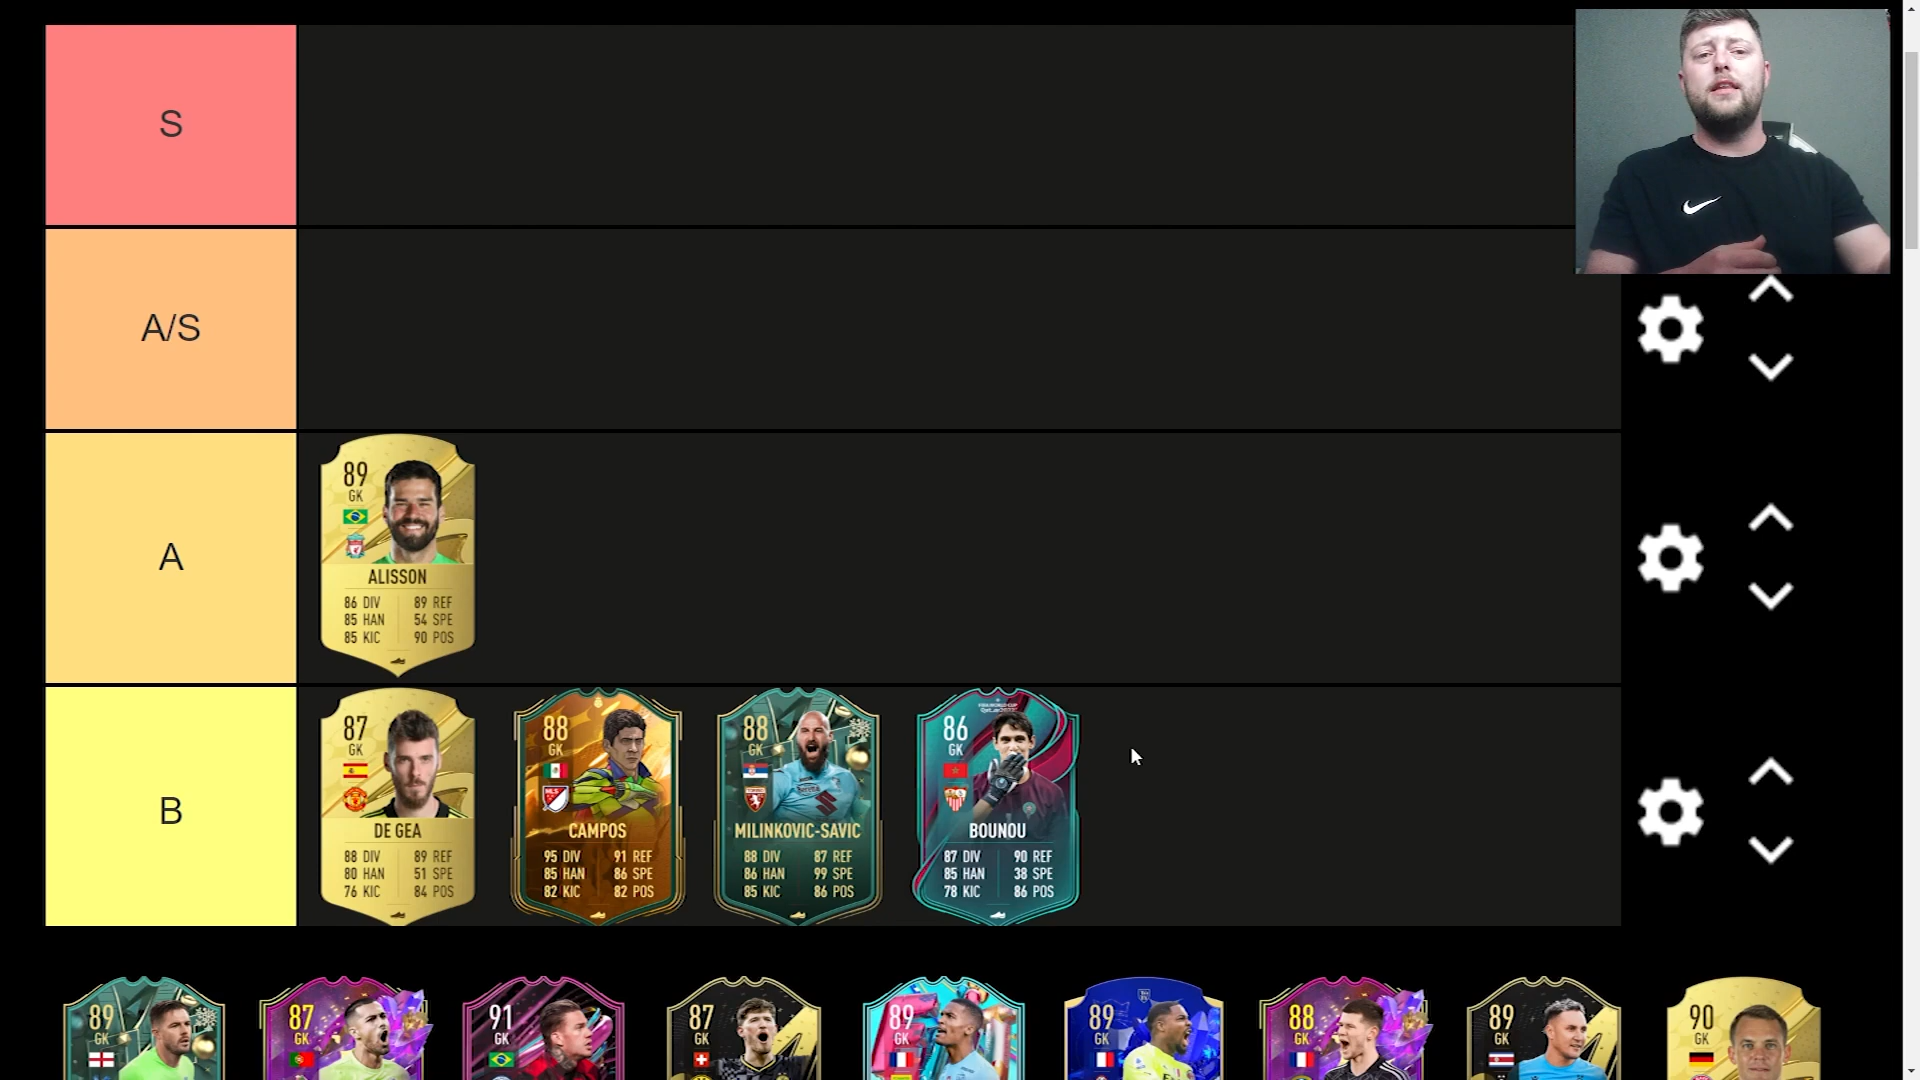 S
A/S
A
89
GK
ALISSON
86 DIV 89 REF
85 HAN 54 SPE
85 KIC 90 POS
B
87
GK
DE GEA
88 DIV 89 REF
80 HAN 51 SPE
76 KIC 84 POS
88
GK
MLS
CAMPOS
95 DIV 91 REF
85 HAN 86 SPE
82 KIC 82 POS
88
GK
MILINKOVIC-SAVIC
88 DIV 87 REF
86 HAN 99 SPE
85 KIC 86 POS
86
GK
BOUNOU
87 DIV 90 REF
85 HAN 38 SPE
78 KIC 86 POS
89
GK
87
GK
91
GK
87
GK
89
GK
89
GK
88
GK
89
GK
90
GK